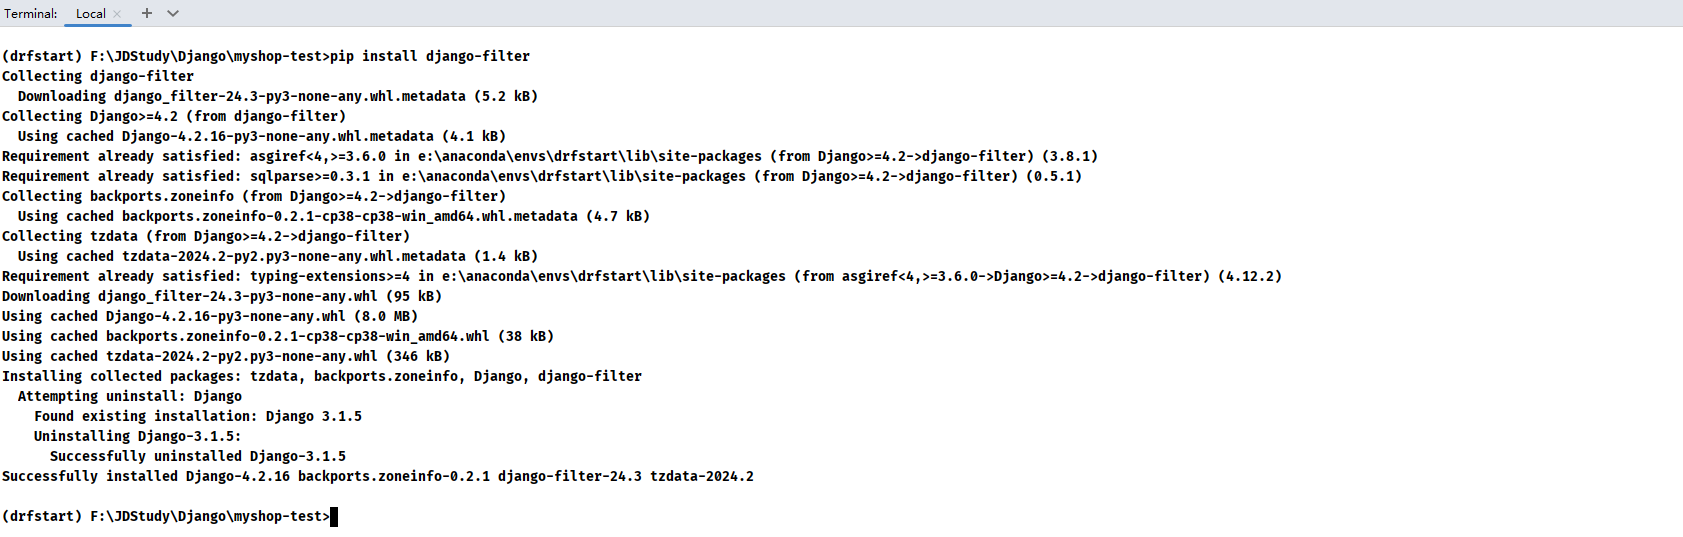 Terminal: Local × +
(drfstart) F:\JDStudy\Django\myshop-test>pip install django-filter
Collecting django-filter
  Downloading django_filter-24.3-py3-none-any.whl.metadata (5.2 kB)
Collecting Django>=4.2 (from django-filter)
  Using cached Django-4.2.16-py3-none-any.whl.metadata (4.1 kB)
Requirement already satisfied: asgiref<4,>=3.6.0 in e:\anaconda\envs\drfstart\lib\site-packages (from Django>=4.2->django-filter) (3.8.1)
Requirement already satisfied: sqlparse>=0.3.1 in e:\anaconda\envs\drfstart\lib\site-packages (from Django>=4.2->django-filter) (0.5.1)
Collecting backports.zoneinfo (from Django>=4.2->django-filter)
  Using cached backports.zoneinfo-0.2.1-cp38-cp38-win_amd64.whl.metadata (4.7 kB)
Collecting tzdata (from Django>=4.2->django-filter)
  Using cached tzdata-2024.2-py2.py3-none-any.whl.metadata (1.4 kB)
Requirement already satisfied: typing-extensions>=4 in e:\anaconda\envs\drfstart\lib\site-packages (from asgiref<4,>=3.6.0->Django>=4.2->django-filter) (4.12.2)
Downloading django_filter-24.3-py3-none-any.whl (95 kB)
Using cached Django-4.2.16-py3-none-any.whl (8.0 MB)
Using cached backports.zoneinfo-0.2.1-cp38-cp38-win_amd64.whl (38 kB)
Using cached tzdata-2024.2-py2.py3-none-any.whl (346 kB)
Installing collected packages: tzdata, backports.zoneinfo, Django, django-filter
  Attempting uninstall: Django
    Found existing installation: Django 3.1.5
    Uninstalling Django-3.1.5:
      Successfully uninstalled Django-3.1.5
Successfully installed Django-4.2.16 backports.zoneinfo-0.2.1 django-filter-24.3 tzdata-2024.2
(drfstart) F:\JDStudy\Django\myshop-test>